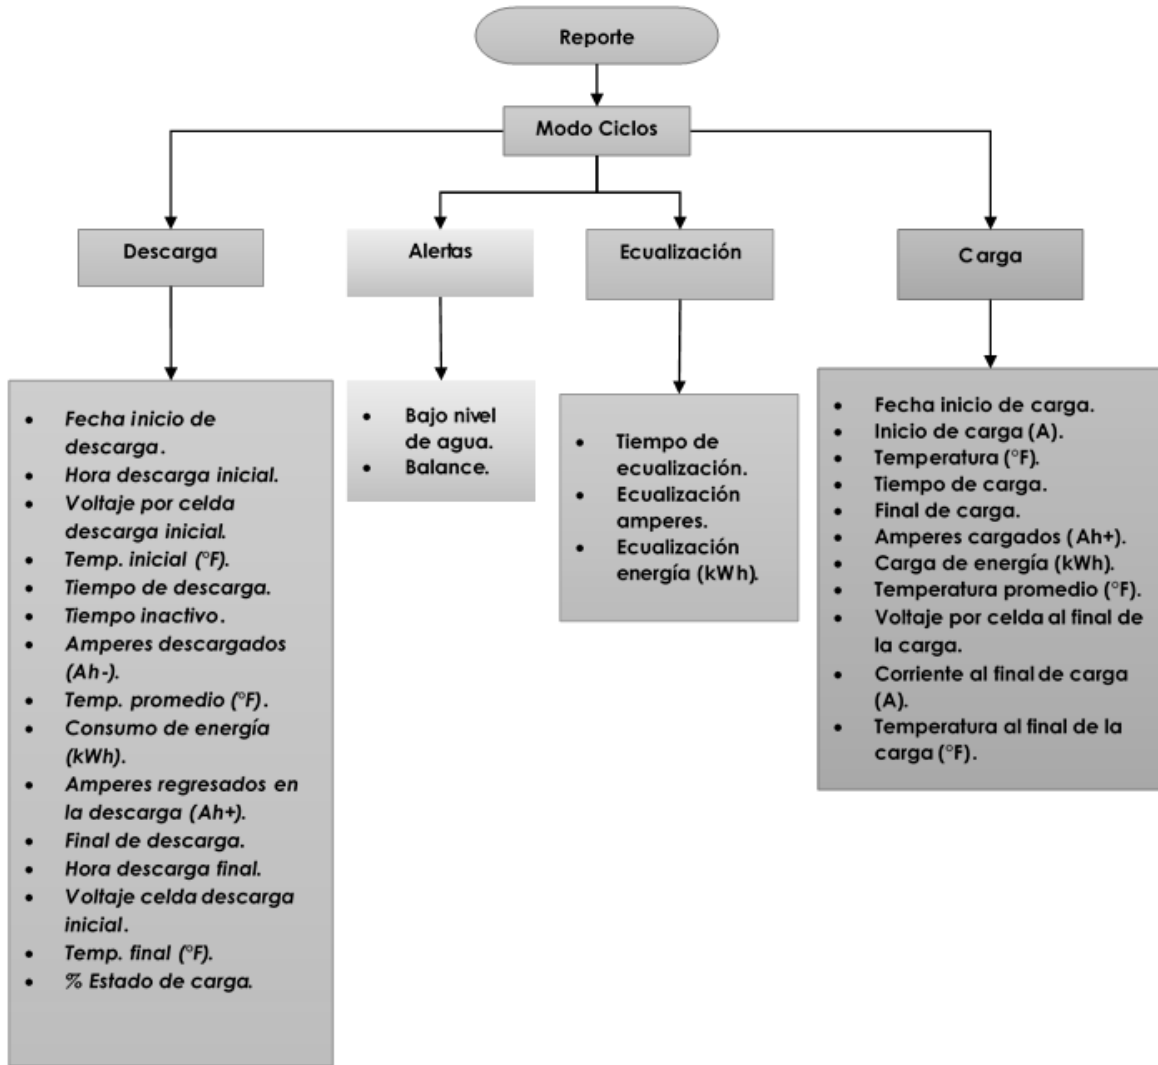 Reporte
Modo Ciclos
Descarga
Alertas
Ecualización
Carga
• Fecha inicio de
descarga.
• Hora descarga inicial.
• Voltaje por celda
descarga inicial.
• Temp. inicial (°F).
• Tiempo de descarga.
• Tiempo inactivo.
• Amperes descargados
(Ah-).
• Temp. promedio (°F).
• Consumo de energía
(kWh).
• Amperes regresados en
la descarga (Ah+).
• Final de descarga.
• Hora descarga final.
• Voltaje celda descarga
inicial.
• Temp. final (°F).
• % Estado de carga.
• Bajo nivel
de agua.
• Balance.
• Tiempo de
ecualización.
• Ecualización
amperes.
• Ecualización
energía (kWh).
• Fecha inicio de carga.
• Inicio de carga (A).
• Temperatura (°F).
• Tiempo de carga.
• Final de carga.
• Amperes cargados (Ah+).
• Carga de energía (kWh).
• Temperatura promedio (°F).
• Voltaje por celda al final de
la carga.
• Corriente al final de carga
(A).
• Temperatura al final de la
carga (°F).